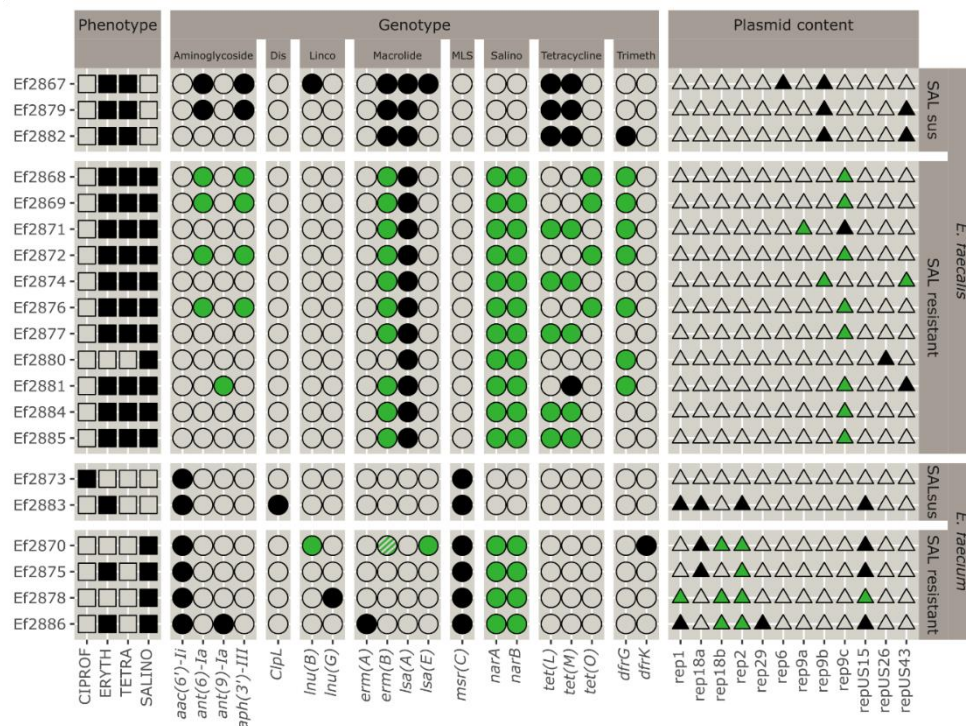 Phenotype Genotype Plasmid content
Aminoglycoside Dis Linco Macrolide MLS Salino Tetracycline Trimeth
Ef2867
Ef2879
Ef2882
SAL sus
Ef2868
Ef2869
Ef2871
Ef2872
Ef2874
Ef2876
Ef2877
Ef2880
Ef2881
Ef2884
Ef2885
SAL resistant
E. faecalis
Ef2873
Ef2883
SALsus
Ef2870
Ef2875
Ef2878
Ef2886
SAL resistant
E. faecium
CIPROF
ERYTH
TETRA
SALINO
aac(6')-Ii
ant(6)-Ia
ant(9)-Ia
aph(3')-III
ClpL
lnu(B)
lnu(G)
erm(A)
erm(B)
lsa(A)
lsa(E)
msr(C)
narA
narB
tet(L)
tet(M)
tet(O)
dfrG
dfrK
rep1
rep18a
rep18b
rep2
rep29
rep6
rep9a
rep9b
rep9c
repUS15
repUS26
repUS43